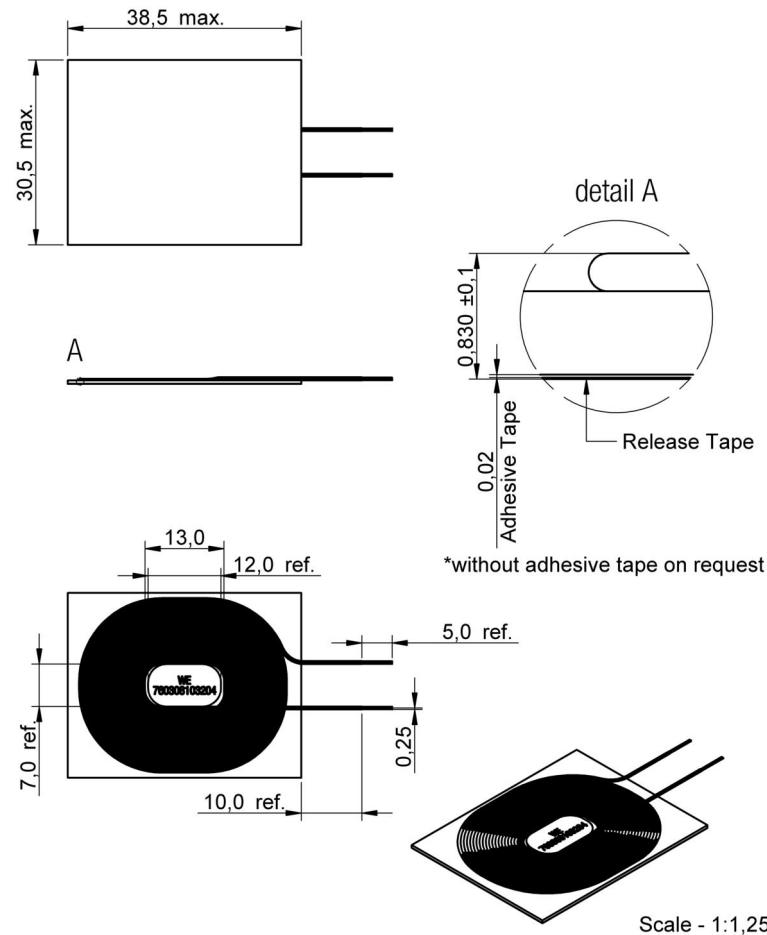 38,5 max.
30,5 max.
detail A
0,830 ±0,1
0,02
Adhesive Tape
Release Tape
*without adhesive tape on request
A
13,0
12,0 ref.
5,0 ref.
WE
760308103204
7,0 ref.
0,25
10,0 ref.
WE
760308103204
Scale - 1:1,25